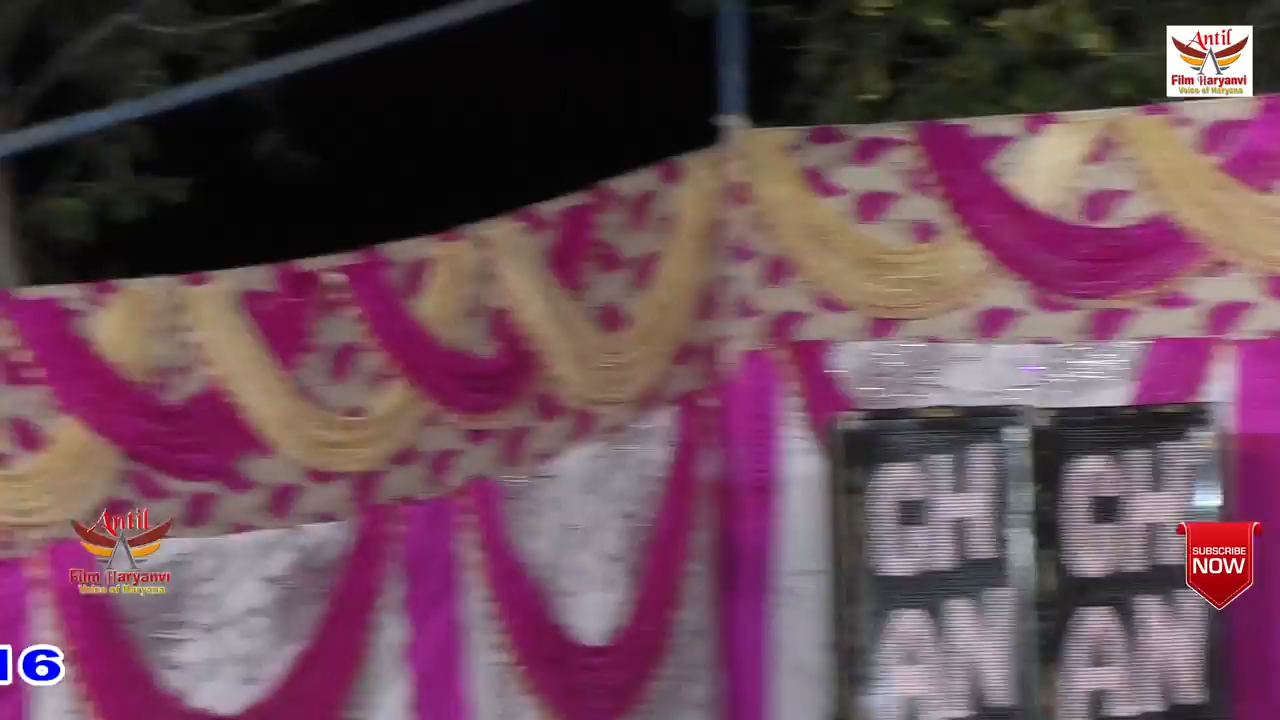 Antil
Film Haryanvi
Voice of Haryana
CH CH
AN AN
Antil
Film Haryanvi
Voice of Haryana
SUBSCRIBE
NOW
16